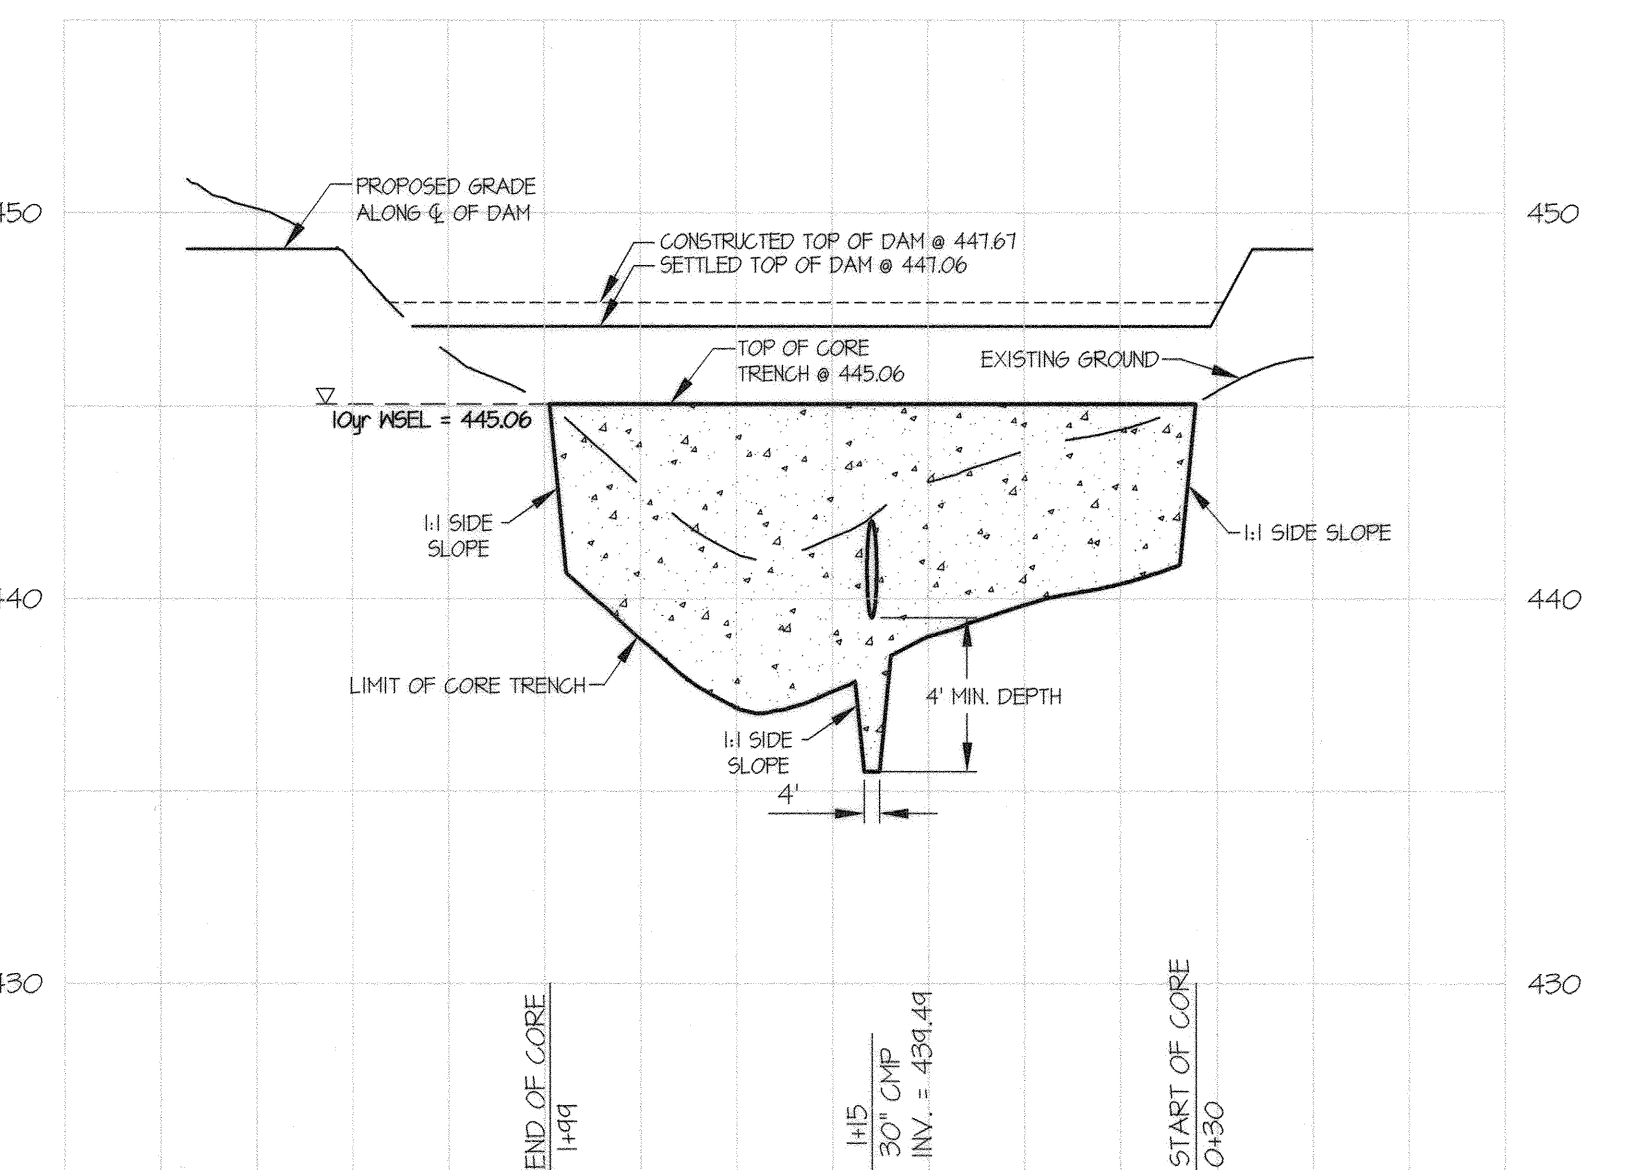 PROPOSED GRADE
ALONG ℄ OF DAM
450
450
CONSTRUCTED TOP OF DAM @ 447.67
SETTLED TOP OF DAM @ 447.06
TOP OF CORE
TRENCH @ 445.06
EXISTING GROUND
10yr WSEL = 445.06
1:1 SIDE
SLOPE
1:1 SIDE SLOPE
440
440
LIMIT OF CORE TRENCH
4' MIN. DEPTH
1:1 SIDE
SLOPE
4'
430
430
END OF CORE
1+99
1+15
30" CMP
INV. = 439.49
START OF CORE
0+30